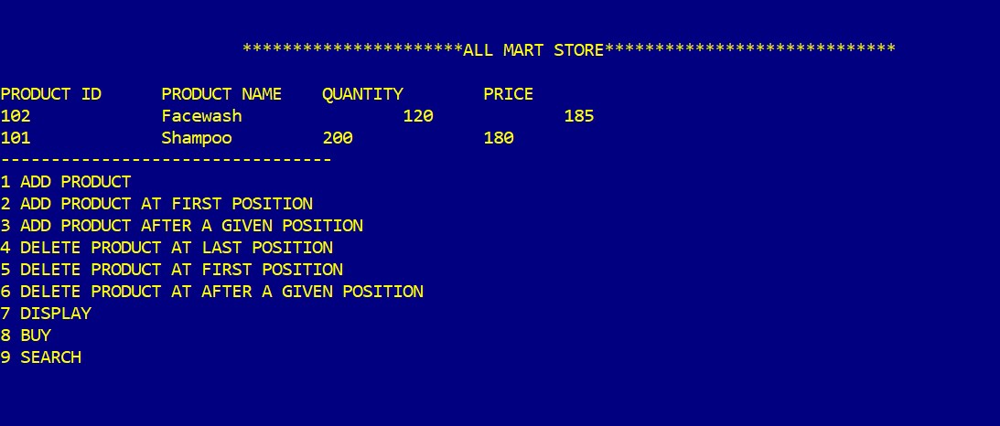 **********************ALL MART STORE*****************************
PRODUCT ID PRODUCT NAME QUANTITY PRICE
102 Facewash 120 185
101 Shampoo 200 180
---------------------------------
1 ADD PRODUCT
2 ADD PRODUCT AT FIRST POSITION
3 ADD PRODUCT AFTER A GIVEN POSITION
4 DELETE PRODUCT AT LAST POSITION
5 DELETE PRODUCT AT FIRST POSITION
6 DELETE PRODUCT AT AFTER A GIVEN POSITION
7 DISPLAY
8 BUY
9 SEARCH